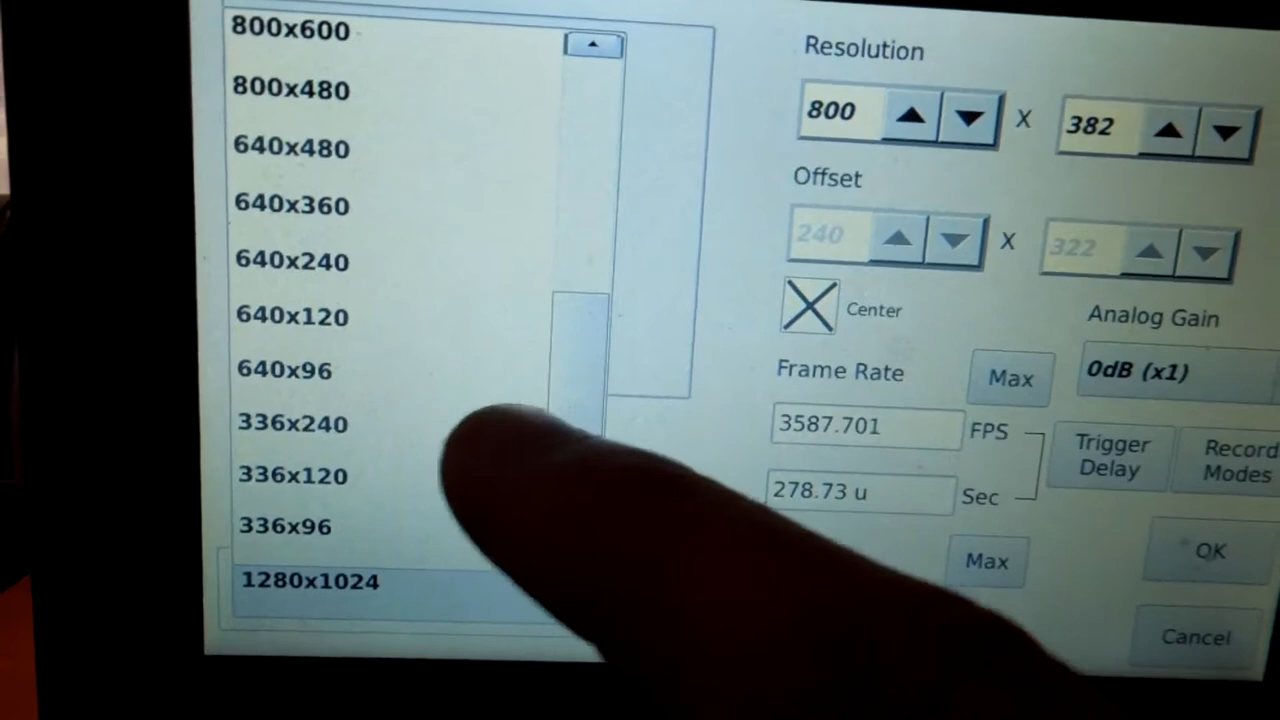 800x600
800x480
640x480
640x360
640x240
640x120
640x96
336x240
336x120
336x96
1280x1024
Resolution
800 X 382
Offset
240 X 322
Center
Analog Gain
0dB (x1)
Frame Rate
Max
3587.701 FPS
278.73 u Sec
Trigger Delay
Record Modes
Max
OK
Cancel